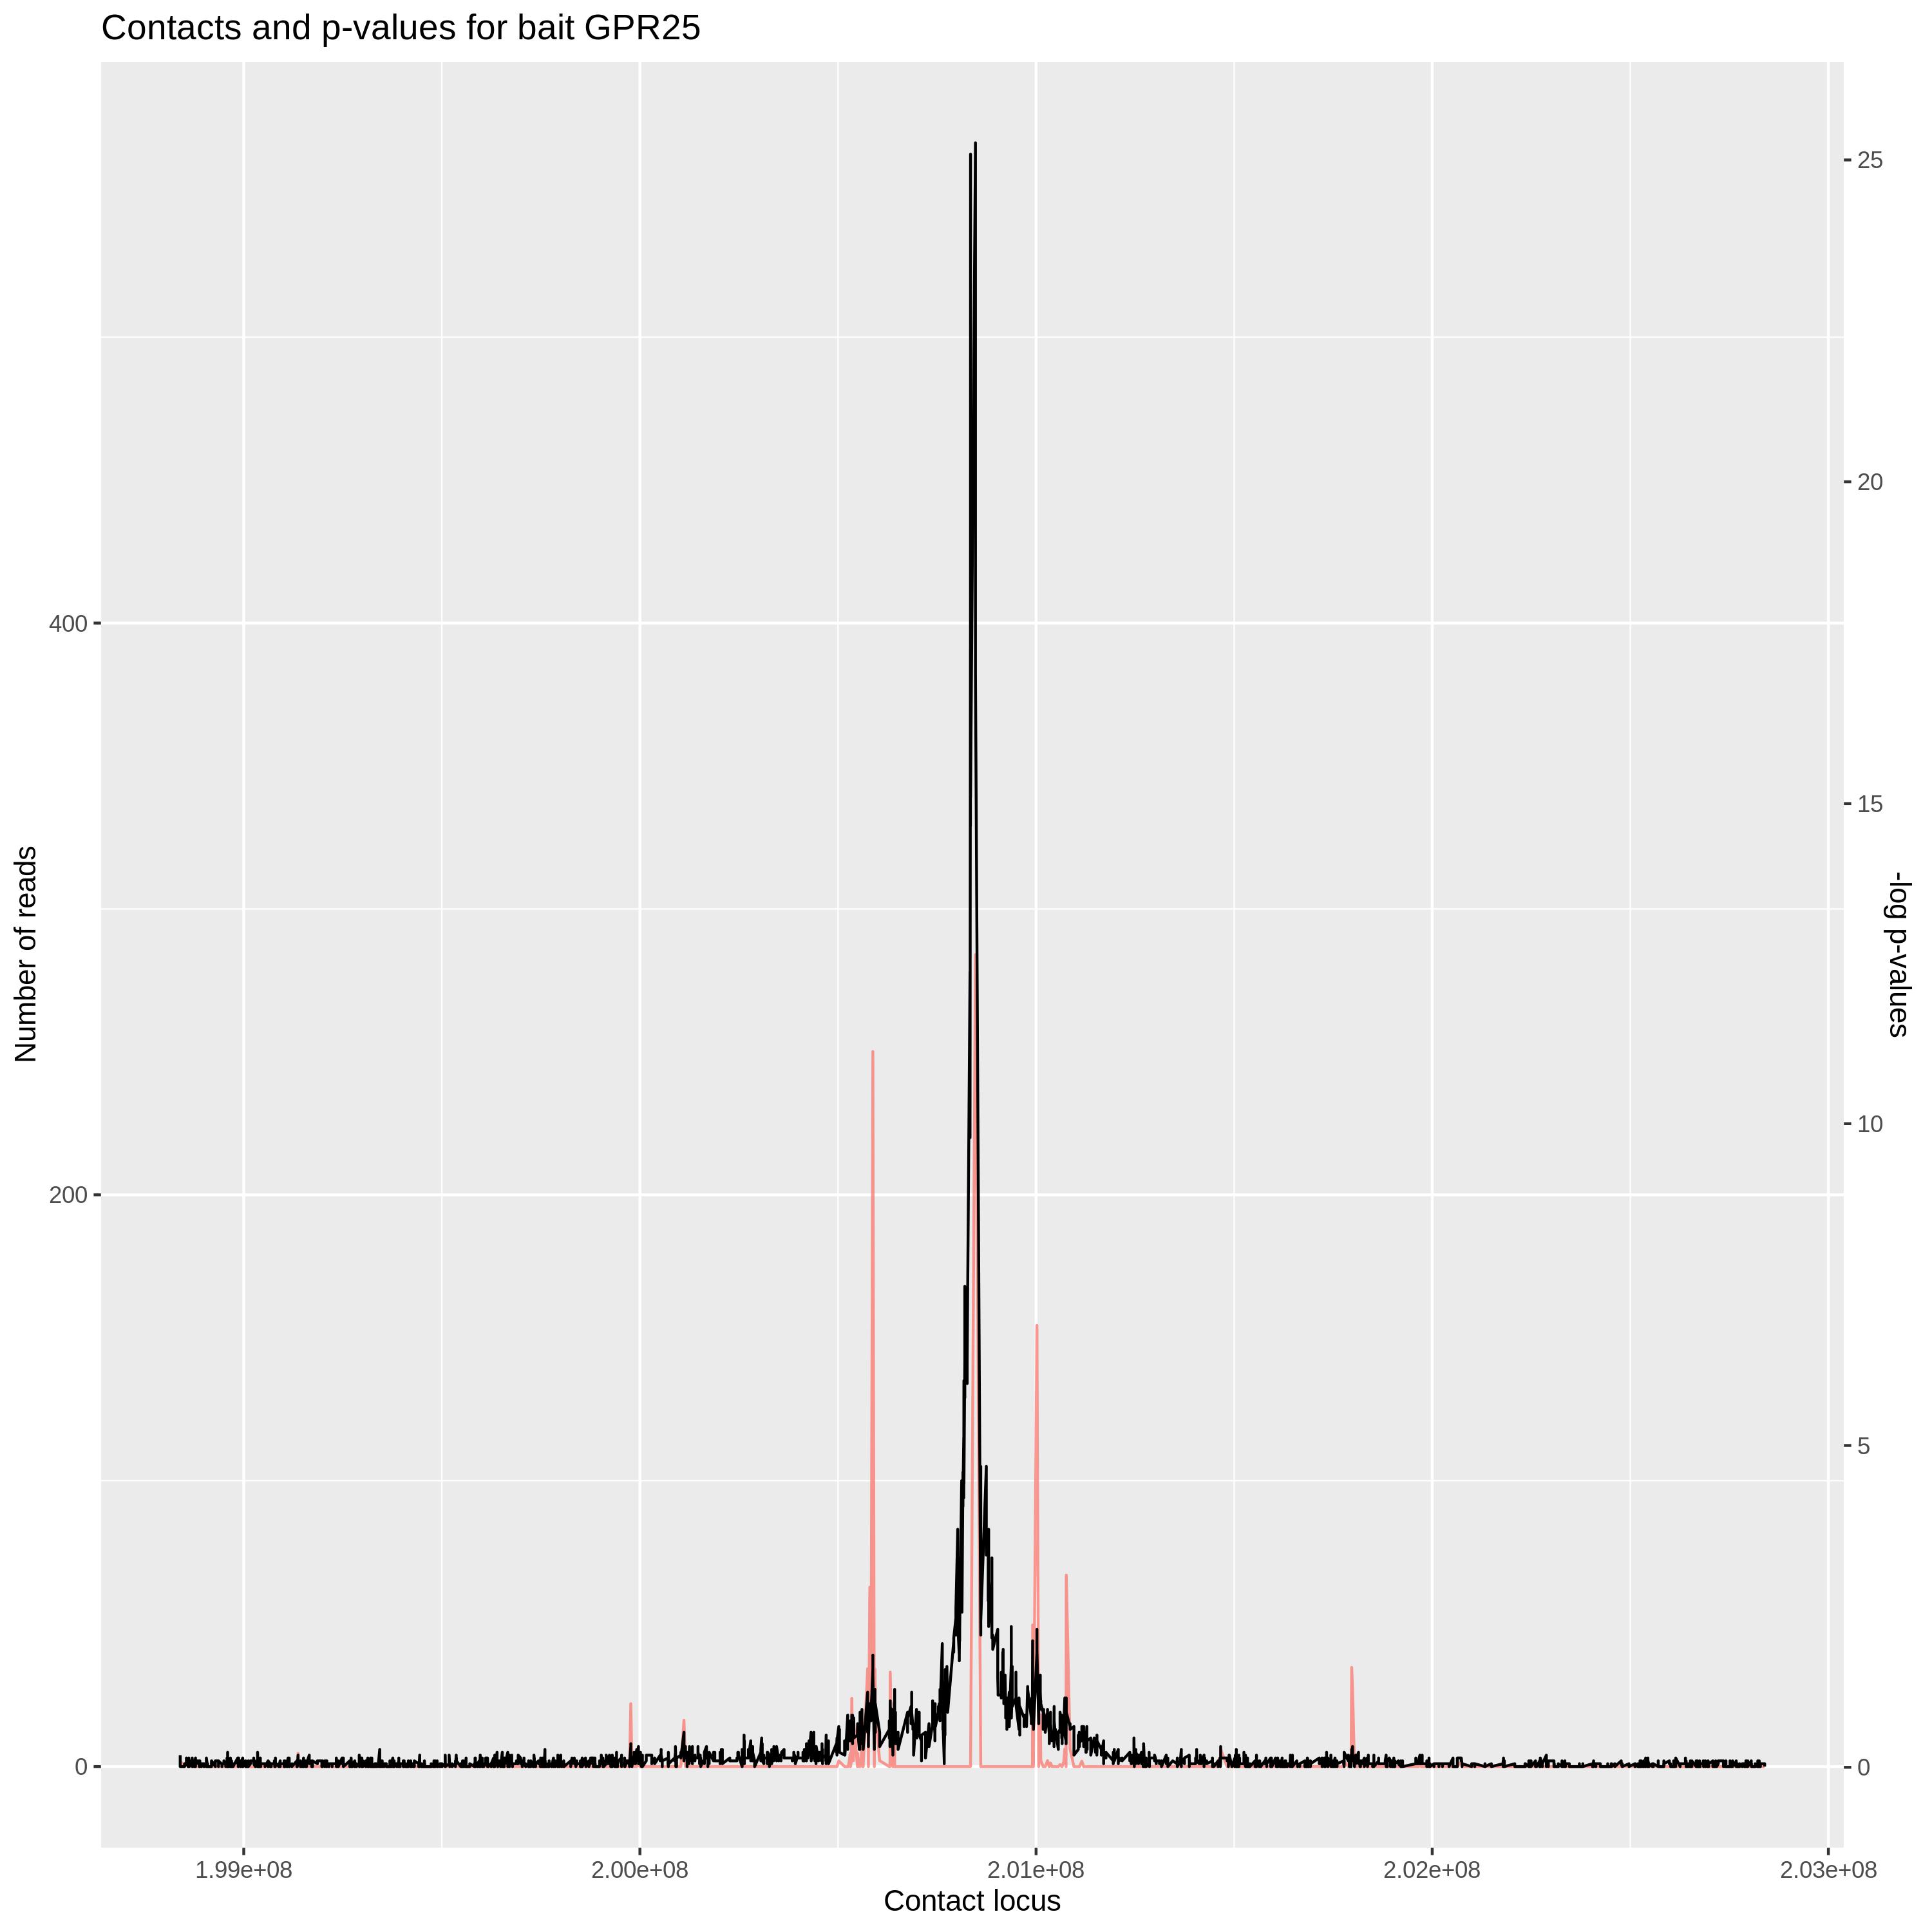 Contacts and p-values for bait GPR25
Number of reads
400
200
0
25
20
15
10
5
0
-log p-values
1.99e+08
2.00e+08
2.01e+08
2.02e+08
2.03e+08
Contact locus